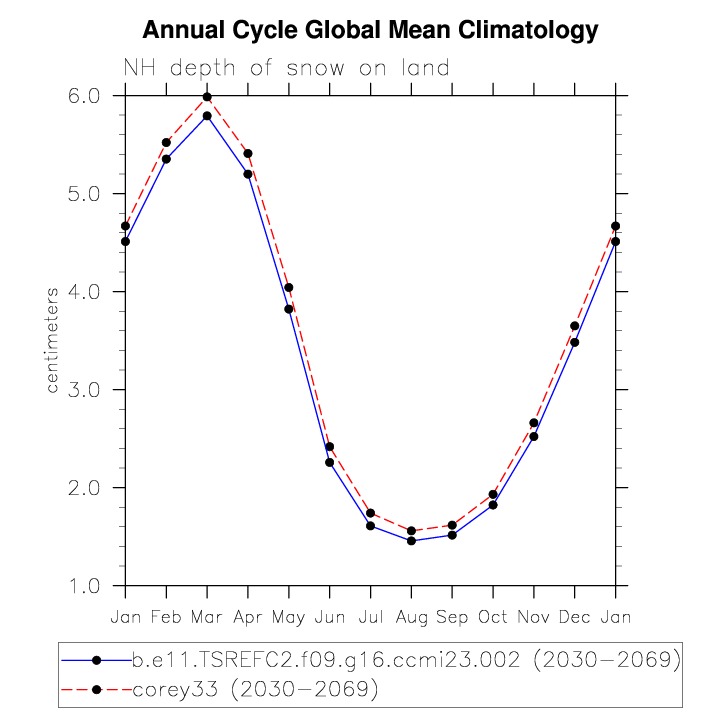 Annual Cycle Global Mean Climatology
NH depth of snow on land
6.0
5.0
4.0
3.0
2.0
1.0
centimeters
Jan Feb Mar Apr May Jun Jul Aug Sep Oct Nov Dec Jan
b.e11.TSREFC2.f09.g16.ccmi23.002 (2030-2069)
corey33 (2030-2069)